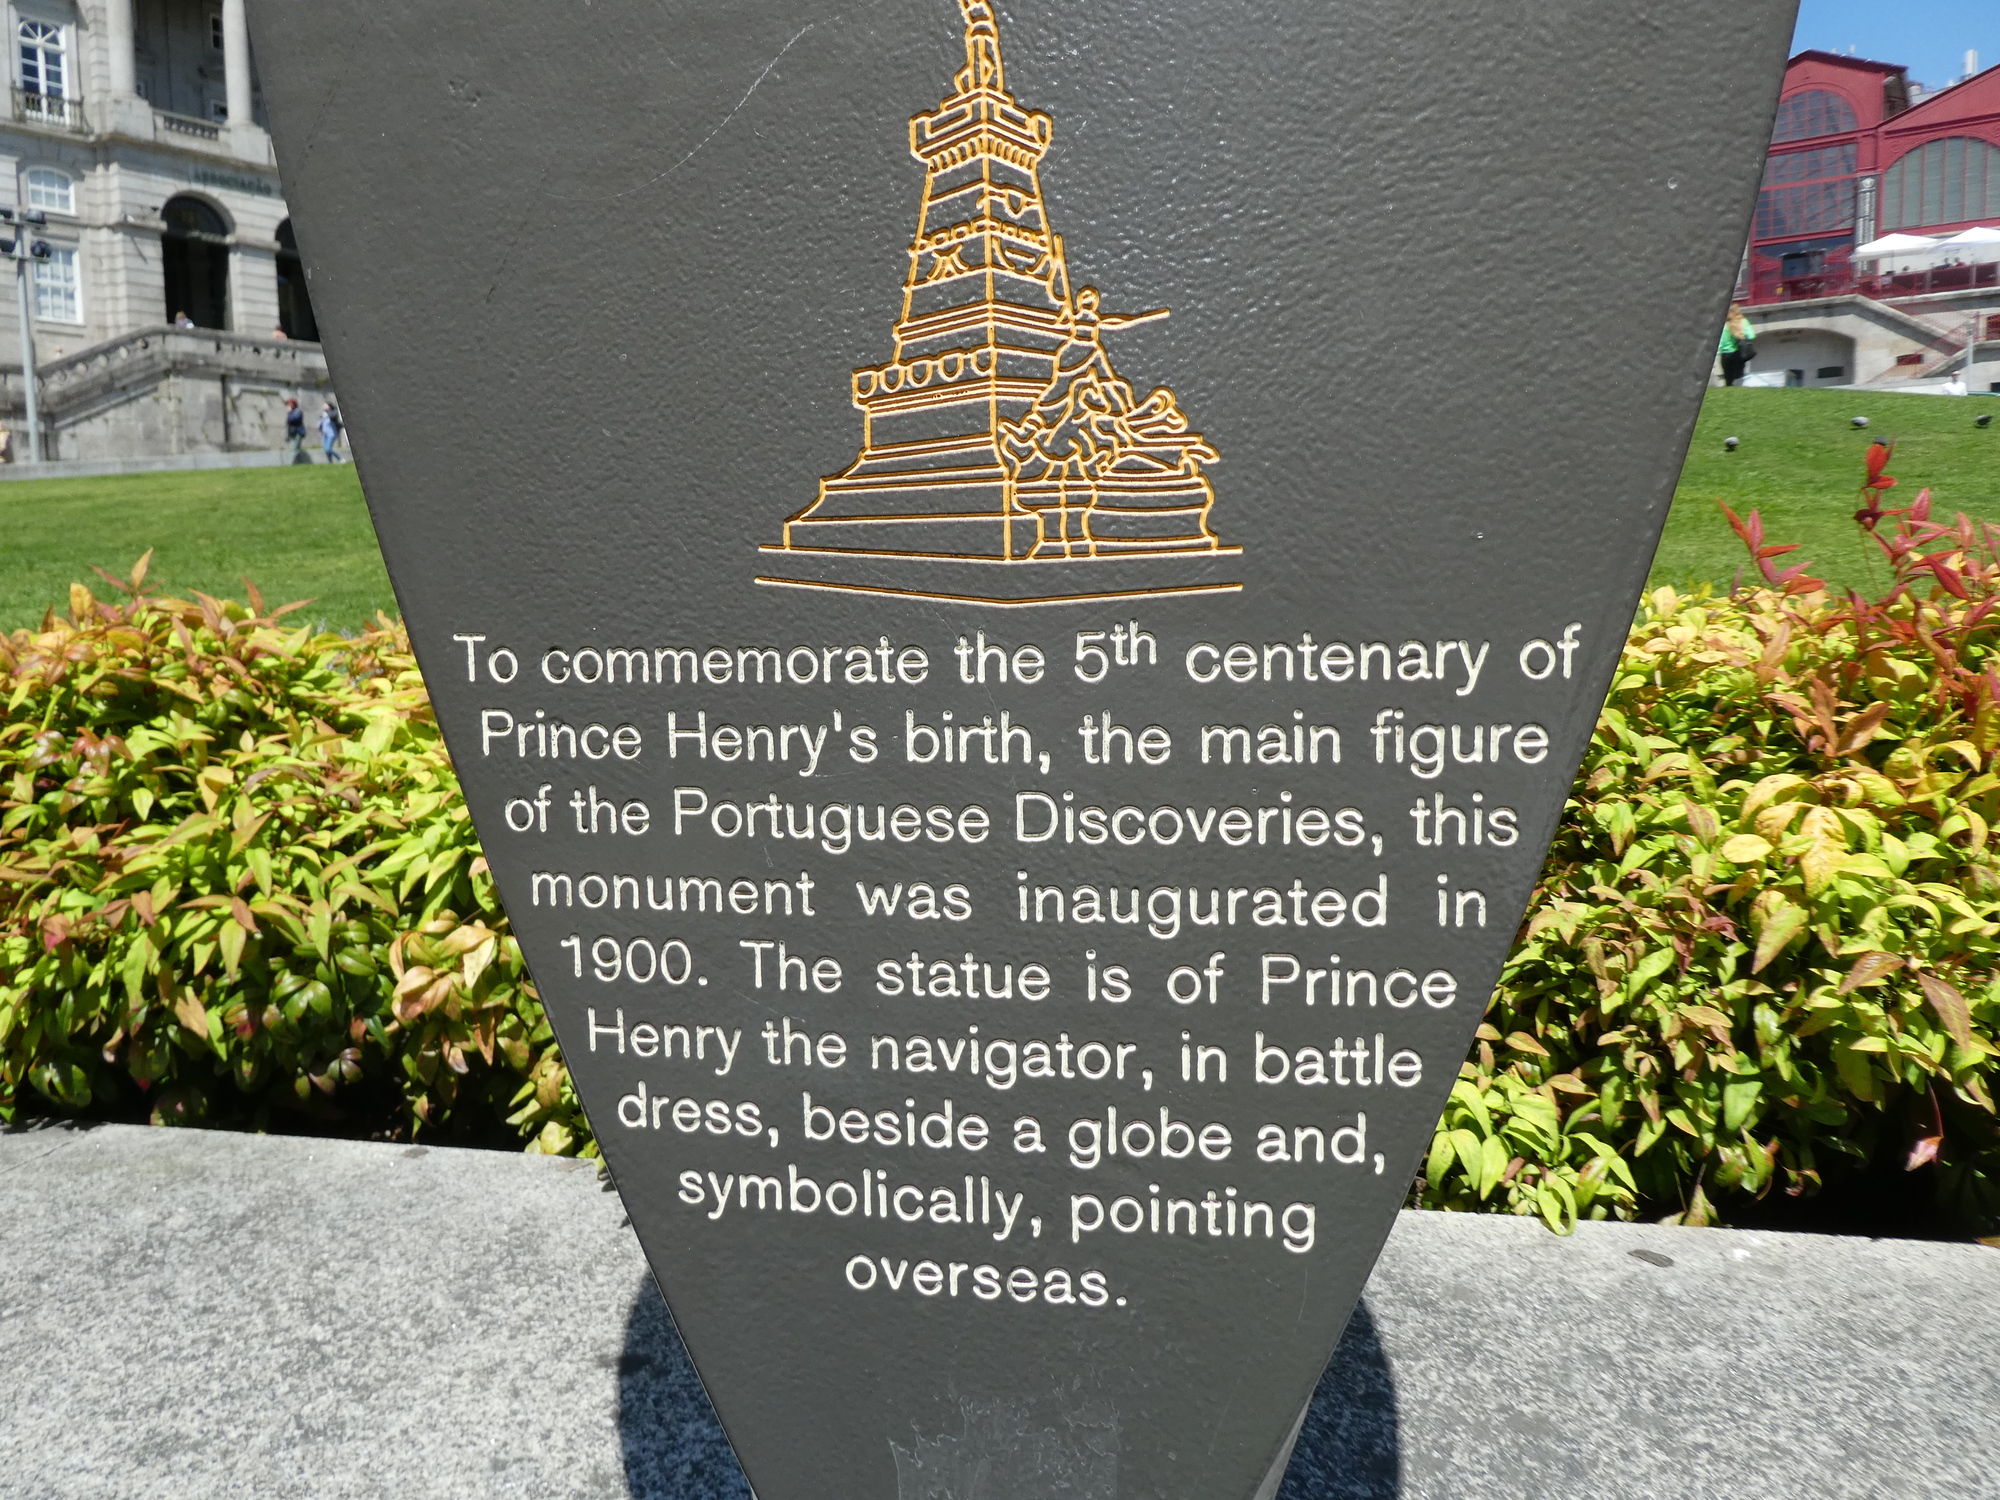 ASSOCIAÇÃO
To commemorate the 5th centenary of
Prince Henry's birth, the main figure
of the Portuguese Discoveries, this
monument was inaugurated in
1900. The statue is of Prince
Henry the navigator, in battle
dress, beside a globe and,
symbolically, pointing
overseas.